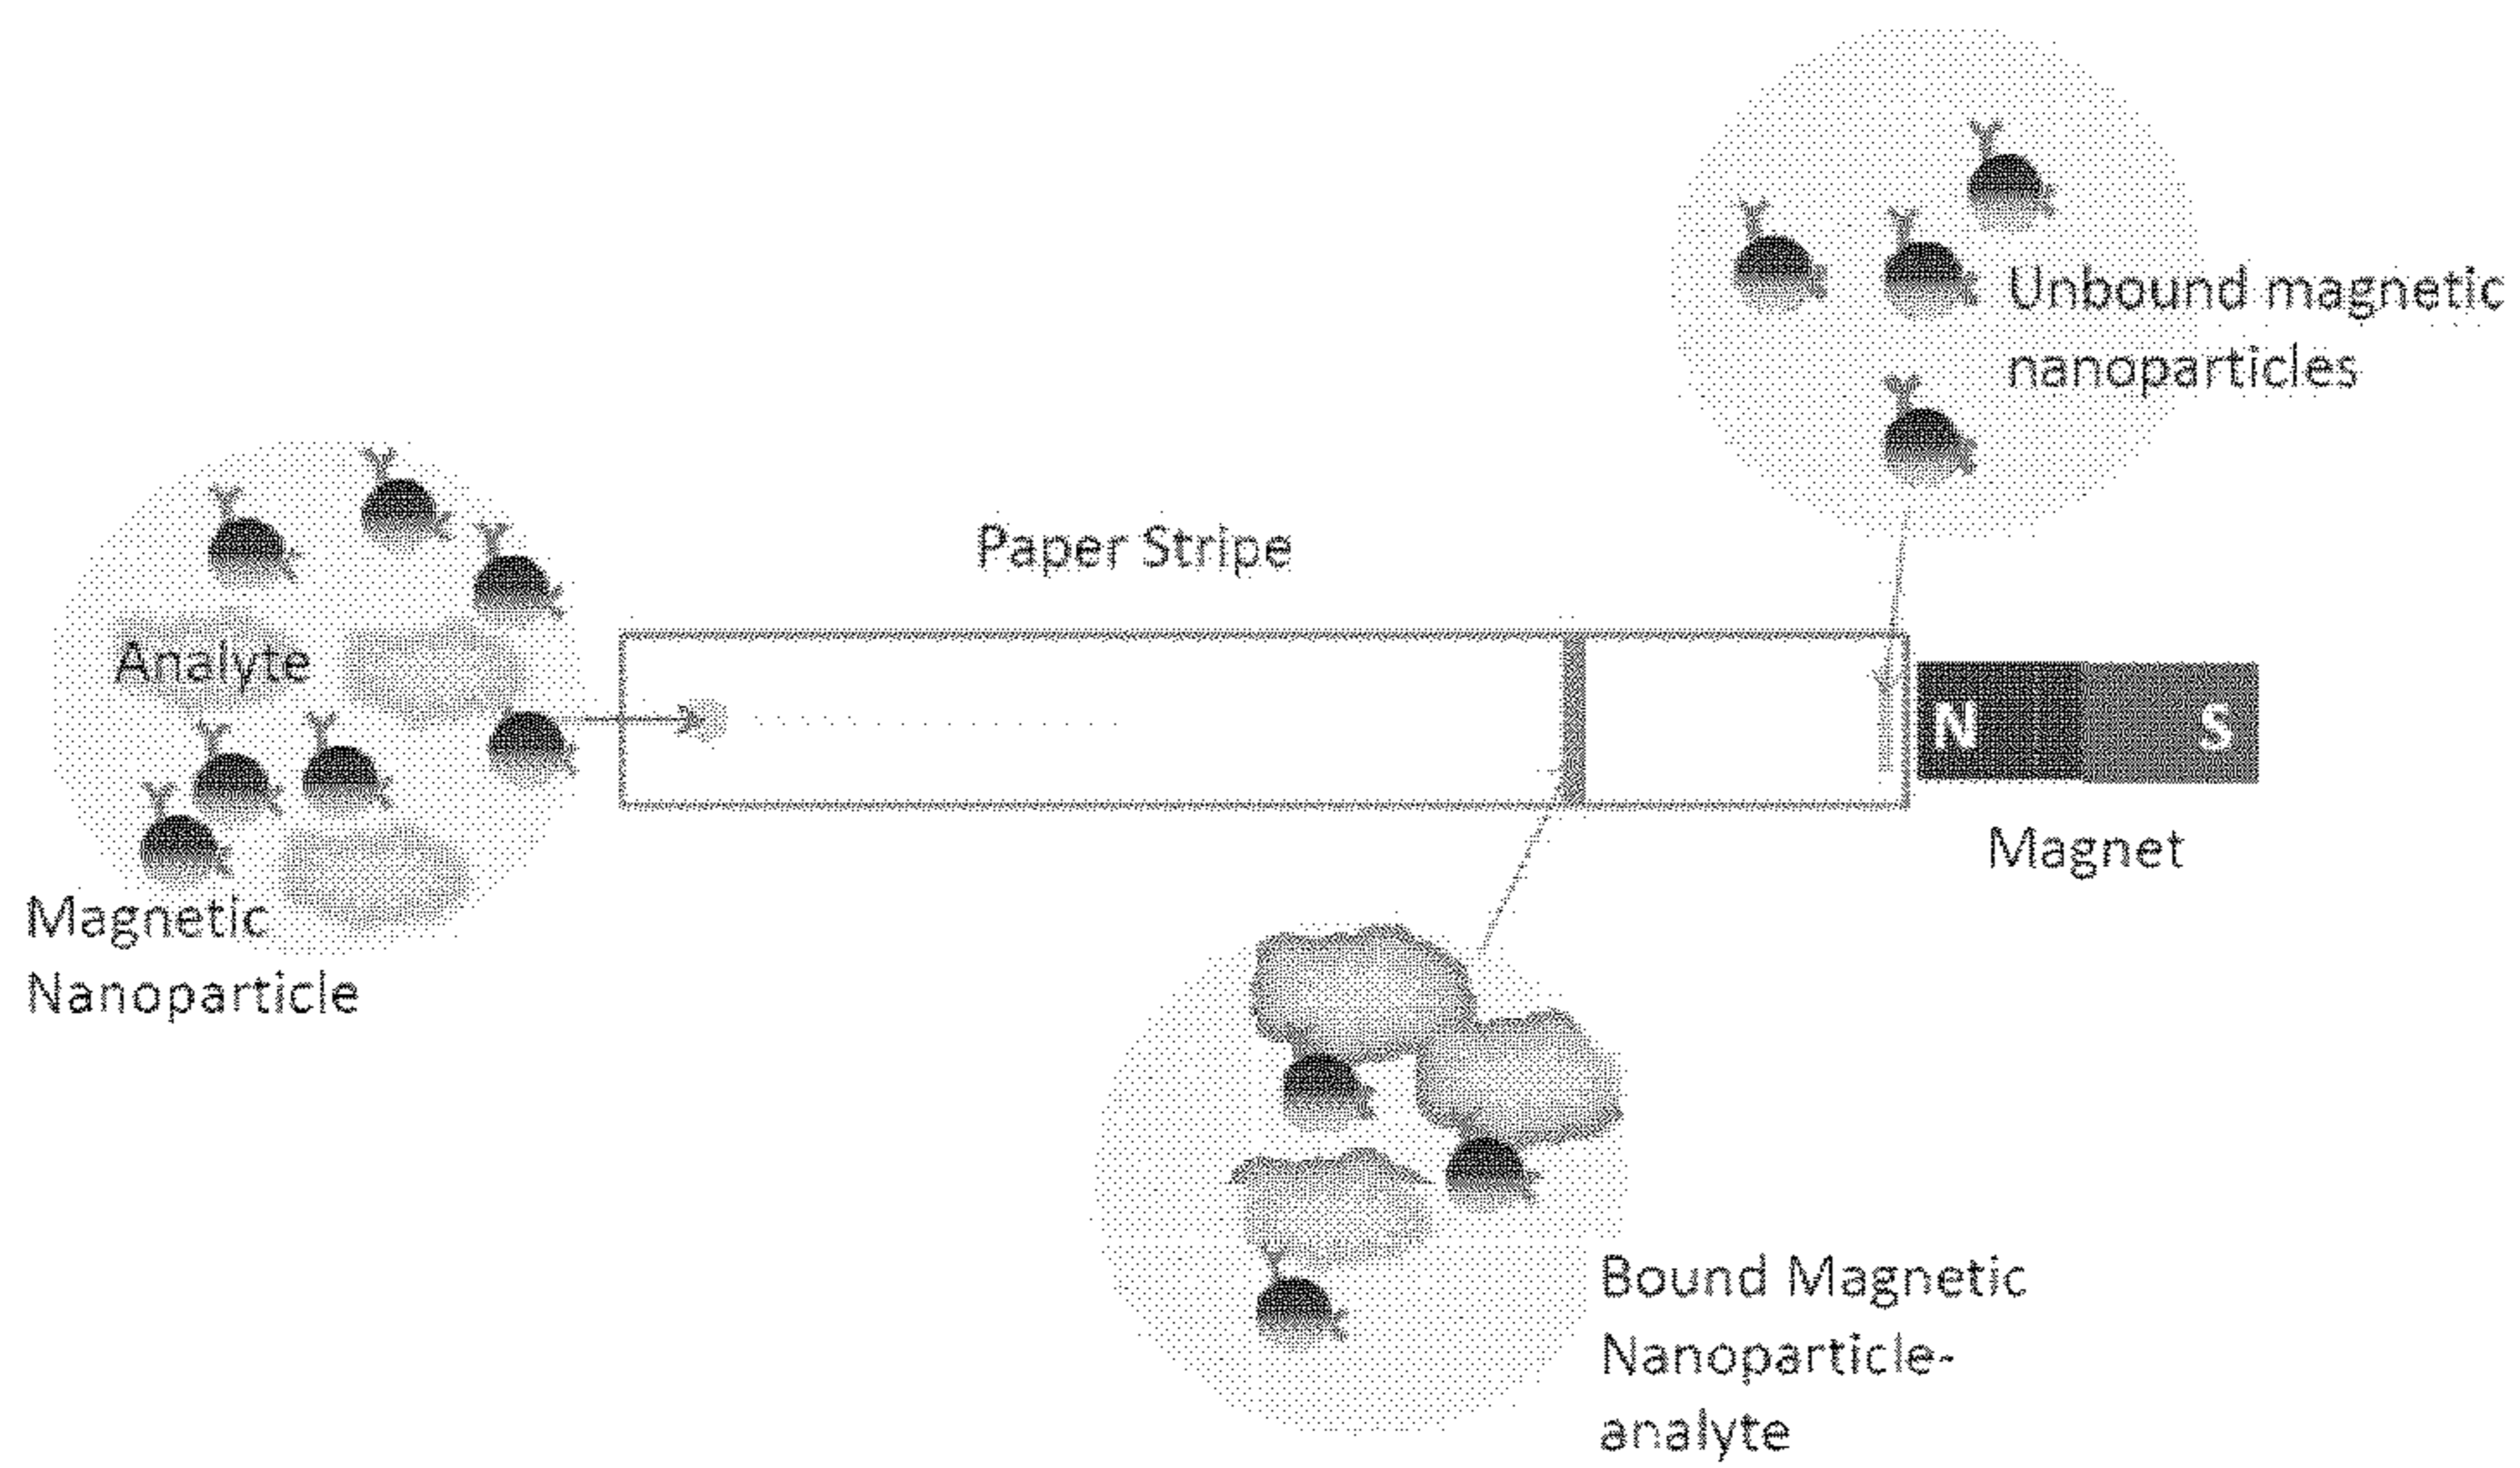 Unbound magnetic
nanoparticles
Paper Stripe
Analyte
N
S
Magnet
Magnetic
Nanoparticle
Bound Magnetic
Nanoparticle-
analyte